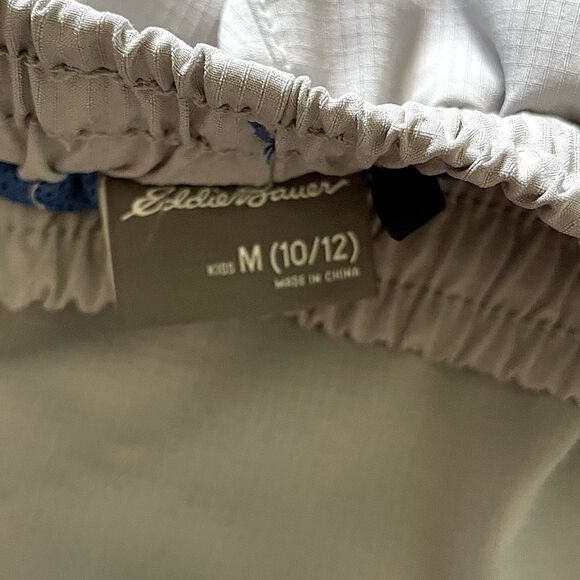 Eddie Bauer
KIDS M (10/12)
MADE IN CHINA